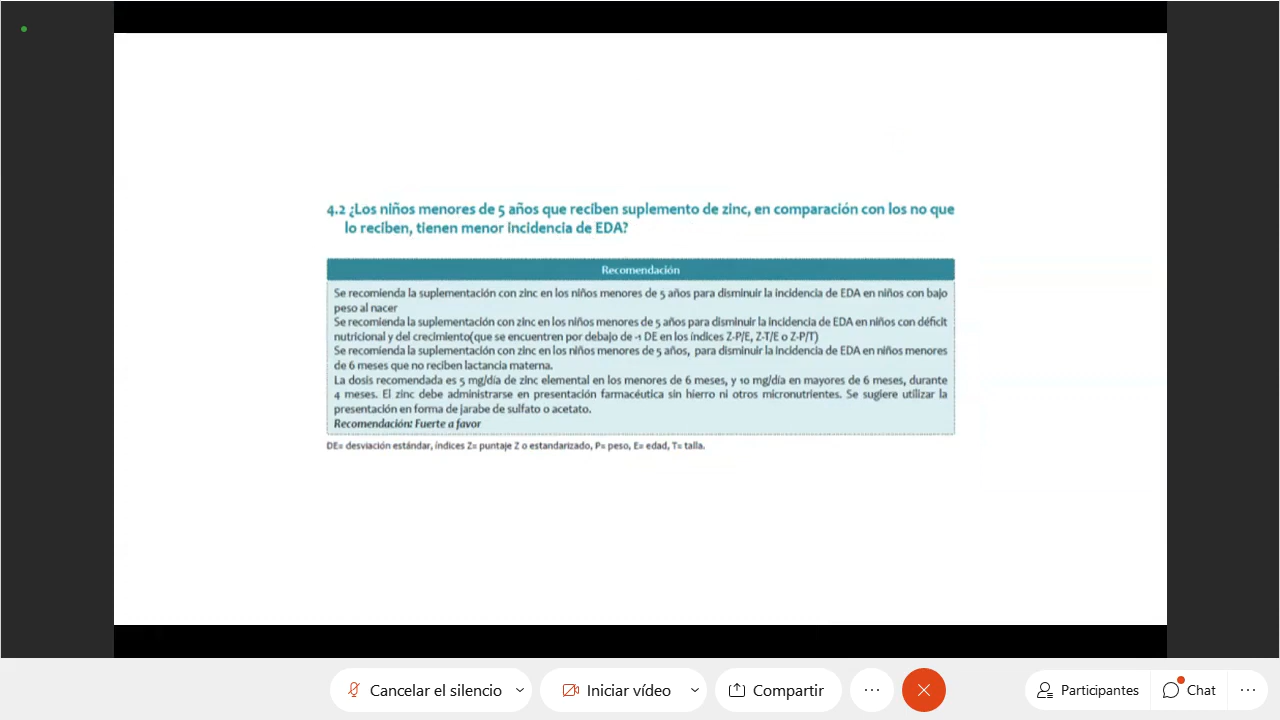 4.2 ¿Los niños menores de 5 años que reciben suplemento de zinc, en comparación con los no que
lo reciben, tienen menor incidencia de EDA?
Recomendación
Se recomienda la suplementación con zinc en los niños menores de 5 años para disminuir la incidencia de EDA en niños con bajo
peso al nacer
Se recomienda la suplementación con zinc en los niños menores de 5 años para disminuir la incidencia de EDA en niños con déficit
nutricional y del crecimiento(que se encuentren por debajo de -1 DE en los índices Z-P/E, Z-T/E o Z-P/T)
Se recomienda la suplementación con zinc en los niños menores de 5 años, para disminuir la incidencia de EDA en niños menores
de 6 meses que no reciben lactancia materna.
La dosis recomendada es 5 mg/día de zinc elemental en los menores de 6 meses, y 10 mg/día en mayores de 6 meses, durante
4 meses. El zinc debe administrarse en presentación farmacéutica sin hierro ni otros micronutrientes. Se sugiere utilizar la
presentación en forma de jarabe de sulfato o acetato.
Recomendación: Fuerte a favor
DE= desviación estándar, índices Z= puntaje Z o estandarizado, P= peso, E= edad, T= talla.
Cancelar el silencio
Iniciar vídeo
Compartir
Participantes
Chat